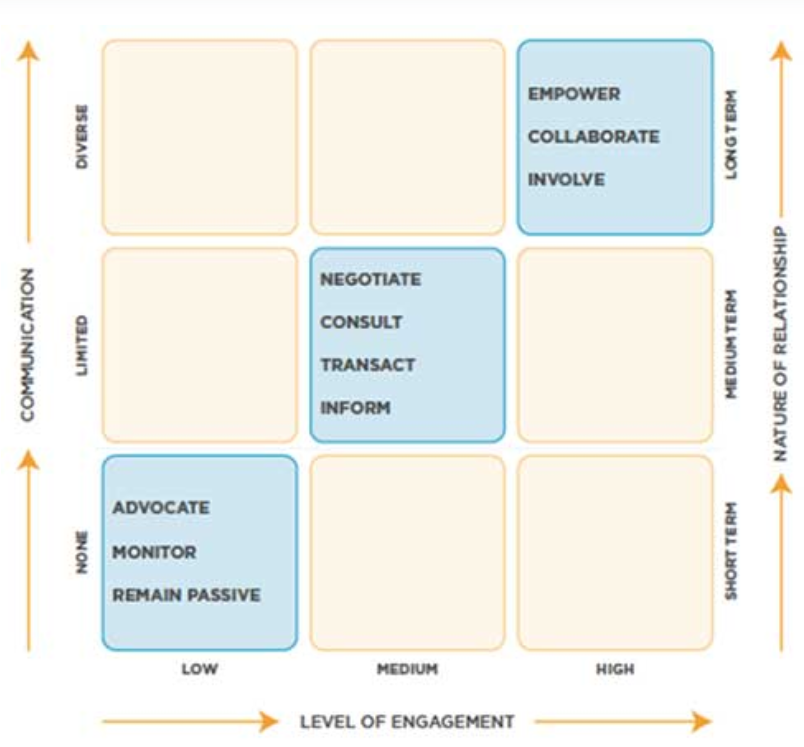 DIVERSE
EMPOWER
COLLABORATE
INVOLVE
LONG TERM
COMMUNICATION
LIMITED
NEGOTIATE
CONSULT
TRANSACT
INFORM
MEDIUM TERM
NATURE OF RELATIONSHIP
NONE
ADVOCATE
MONITOR
REMAIN PASSIVE
SHORT TERM
LOW
MEDIUM
HIGH
LEVEL OF ENGAGEMENT